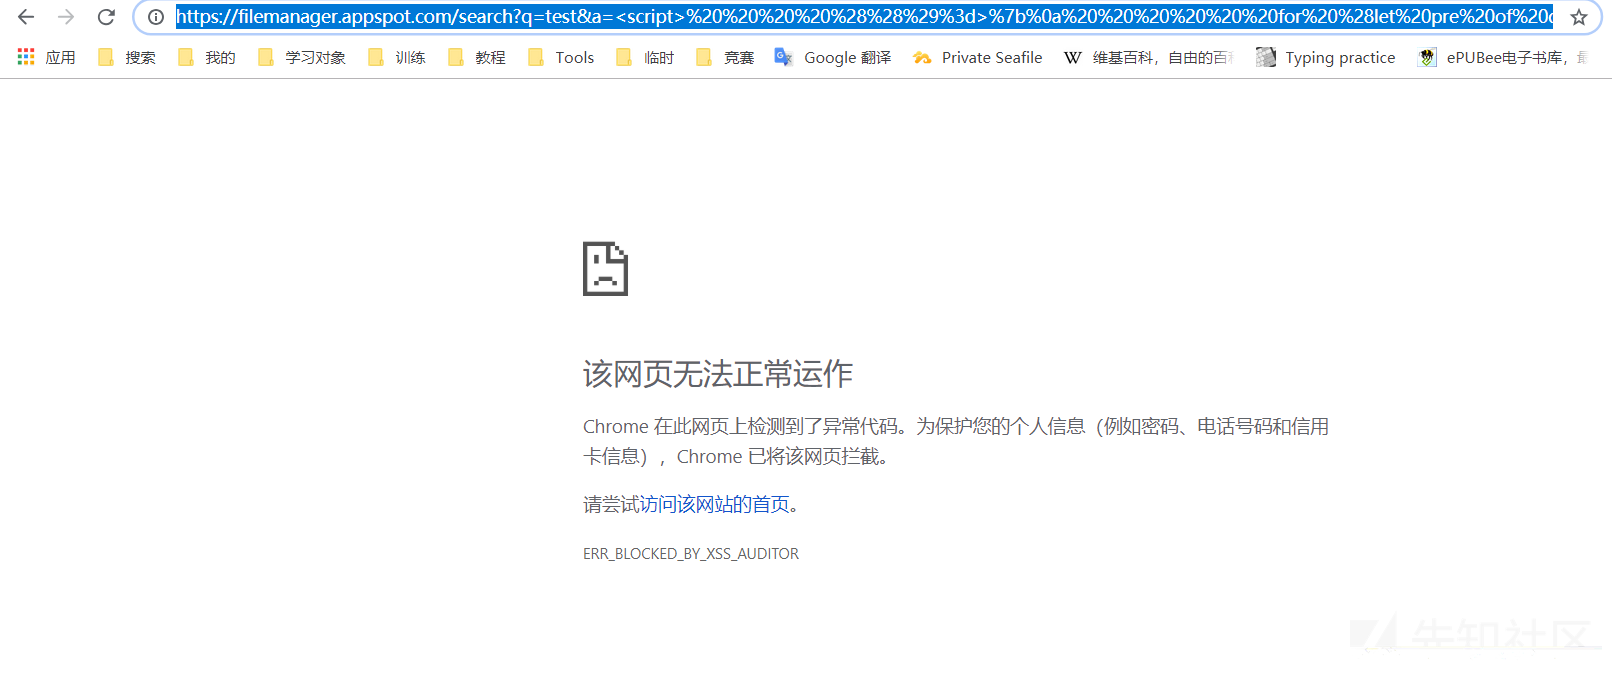 https://filemanager.appspot.com/search?q=test&a=<script>%20%20%20%20%20%28%28%29%3d>%7b%0a%20%20%20%20%20%20for%20%28let%20pre%20of%20
应用 搜索 我的 学习对象 训练 教程 Tools 临时 竞赛 Google 翻译 Private Seafile 维基百科，自由的百 Typing practice ePUBee电子书库，
该网页无法正常运作
Chrome 在此网页上检测到了异常代码。为保护您的个人信息（例如密码、电话号码和信用
卡信息），Chrome 已将该网页拦截。
请尝试访问该网站的首页。
ERR_BLOCKED_BY_XSS_AUDITOR
先知社区